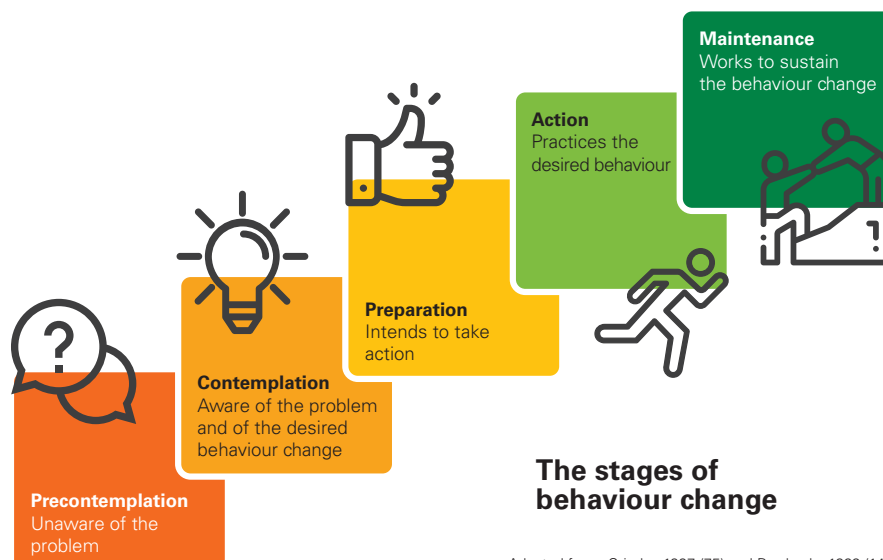 Maintenance
Works to sustain
the behaviour change
Action
Practices the
desired behaviour
Preparation
Intends to take
action
Contemplation
Aware of the problem
and of the desired
behaviour change
Precontemplation
Unaware of the
problem
?
The stages of
behaviour change